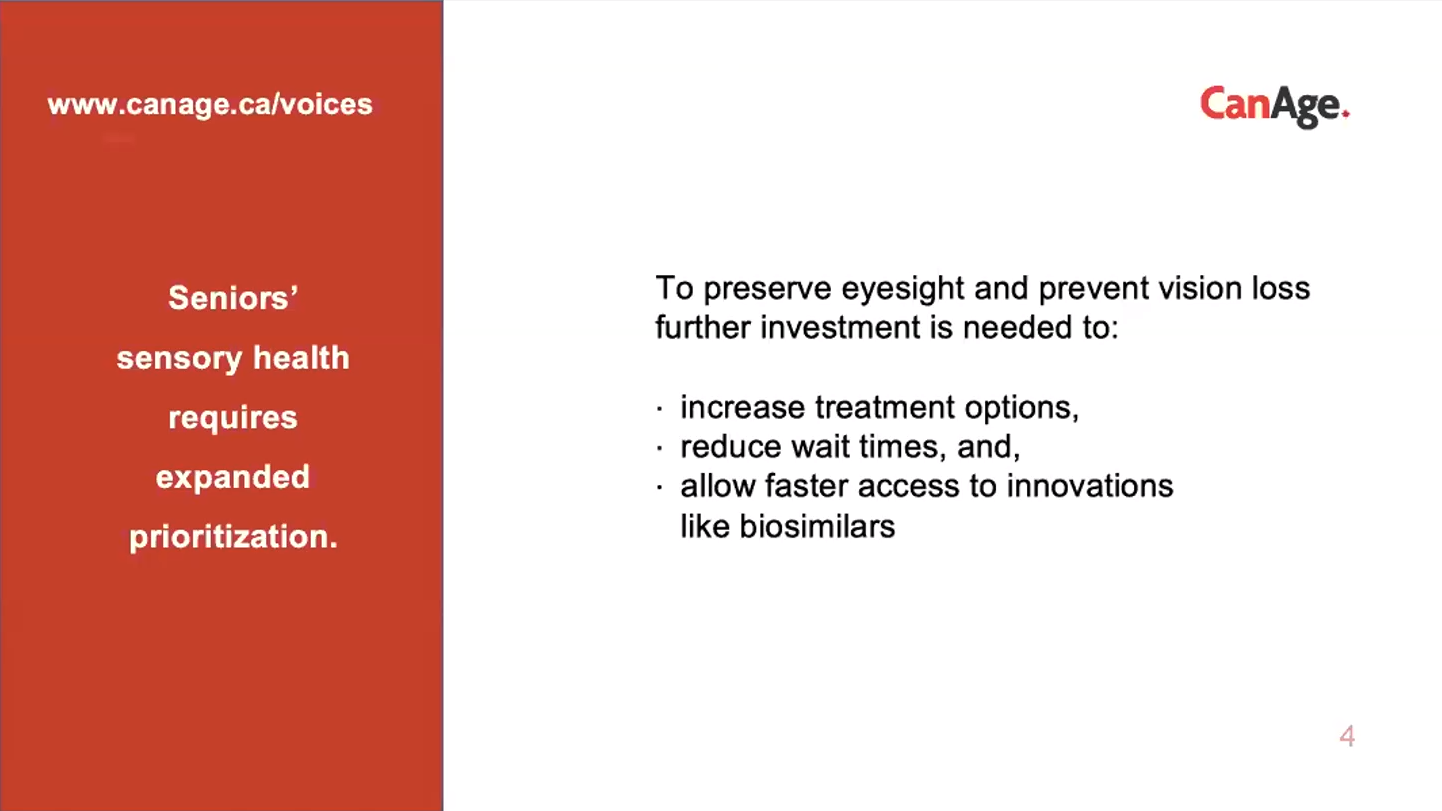 www.canage.ca/voices
CanAge.
Seniors’
sensory health
requires
expanded
prioritization.
To preserve eyesight and prevent vision loss
further investment is needed to:
· increase treatment options,
· reduce wait times, and,
· allow faster access to innovations
like biosimilars
4